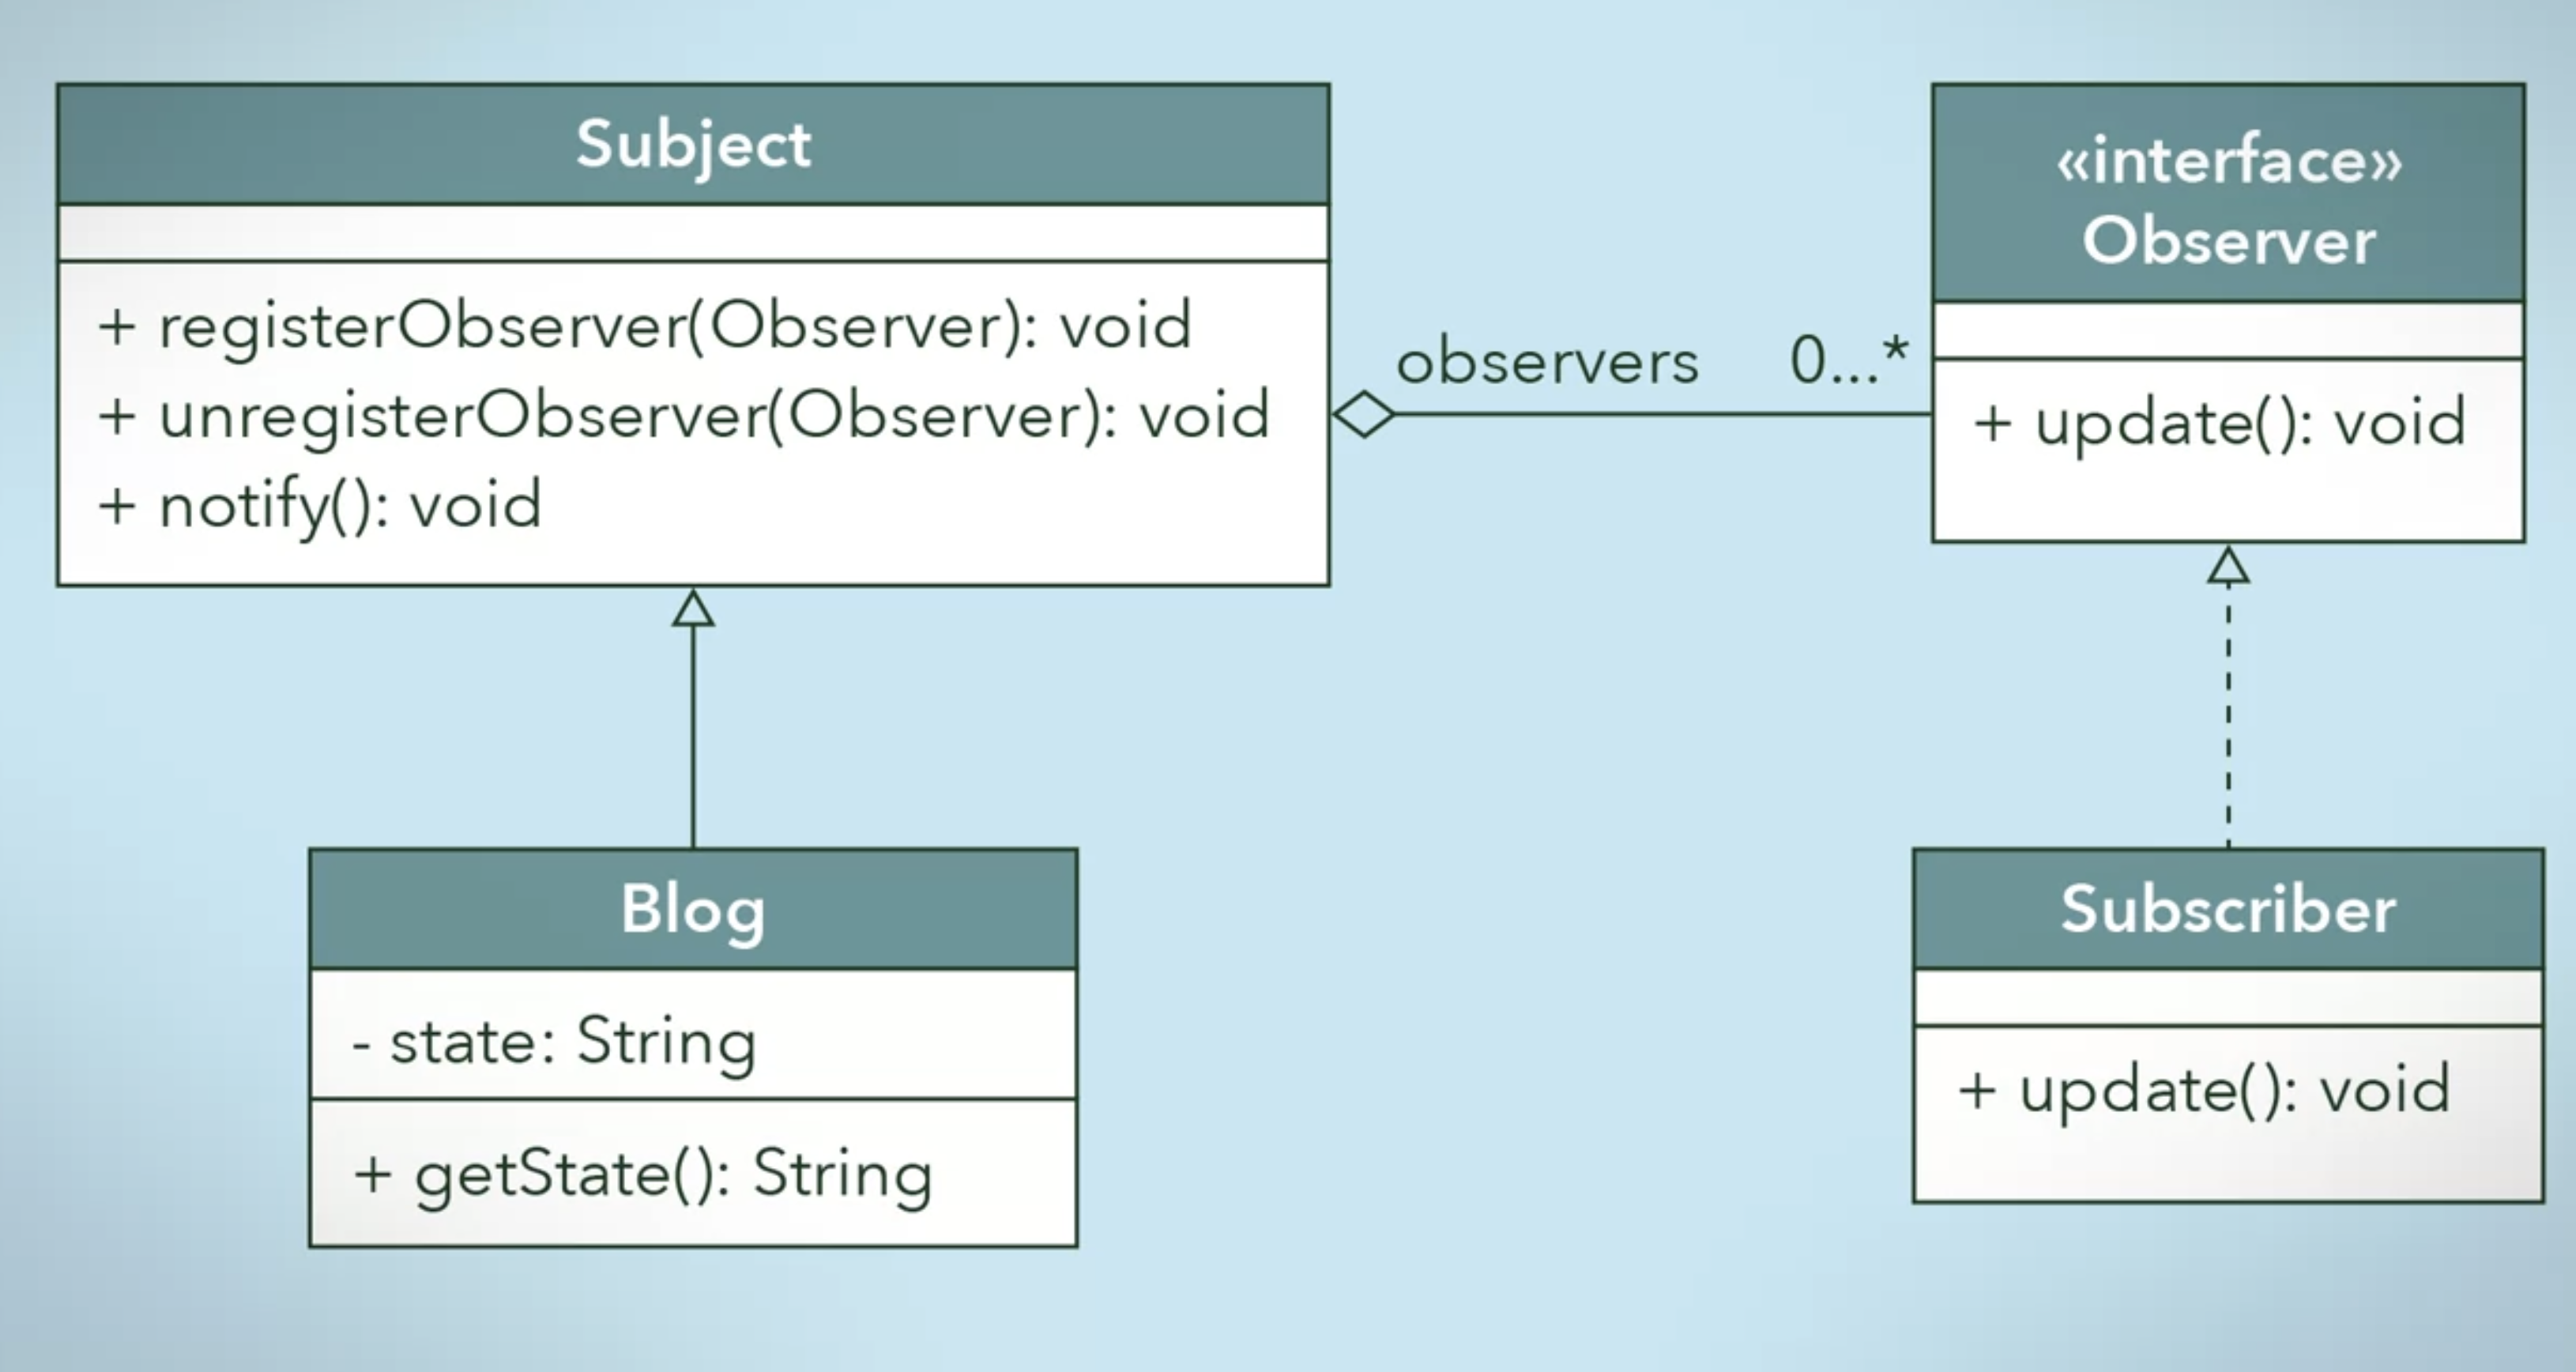 Subject
+ registerObserver(Observer): void
+ unregisterObserver(Observer): void
+ notify(): void
observers 0...*
«interface»
Observer
+ update(): void
Blog
- state: String
+ getState(): String
Subscriber
+ update(): void